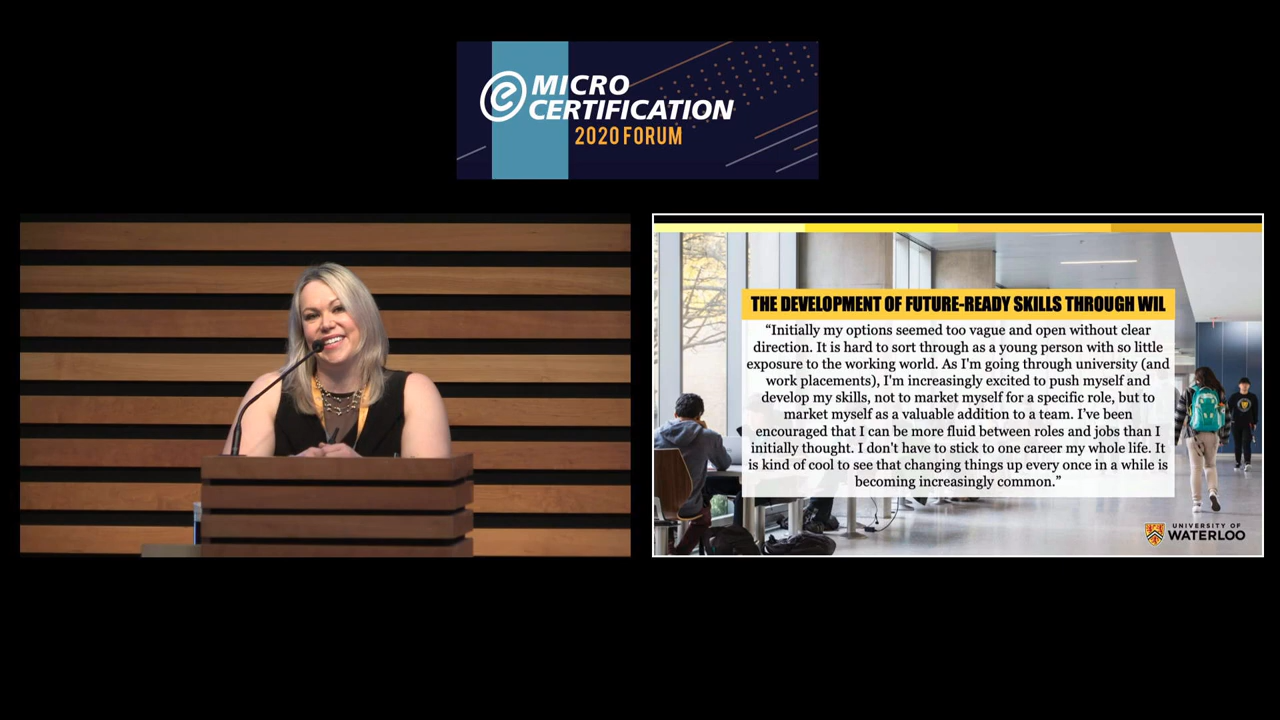 MICRO
CERTIFICATION
2020 FORUM
THE DEVELOPMENT OF FUTURE-READY SKILLS THROUGH WIL
“Initially my options seemed too vague and open without clear
direction. It is hard to sort through as a young person with so little
exposure to the working world. As I'm going through university (and
work placements), I'm increasingly excited to push myself and
develop my skills, not to market myself for a specific role, but to
market myself as a valuable addition to a team. I’ve been
encouraged that I can be more fluid between roles and jobs than I
initially thought. I don't have to stick to one career my whole life. It
is kind of cool to see that changing things up every once in a while is
becoming increasingly common.”
UNIVERSITY OF
WATERLOO